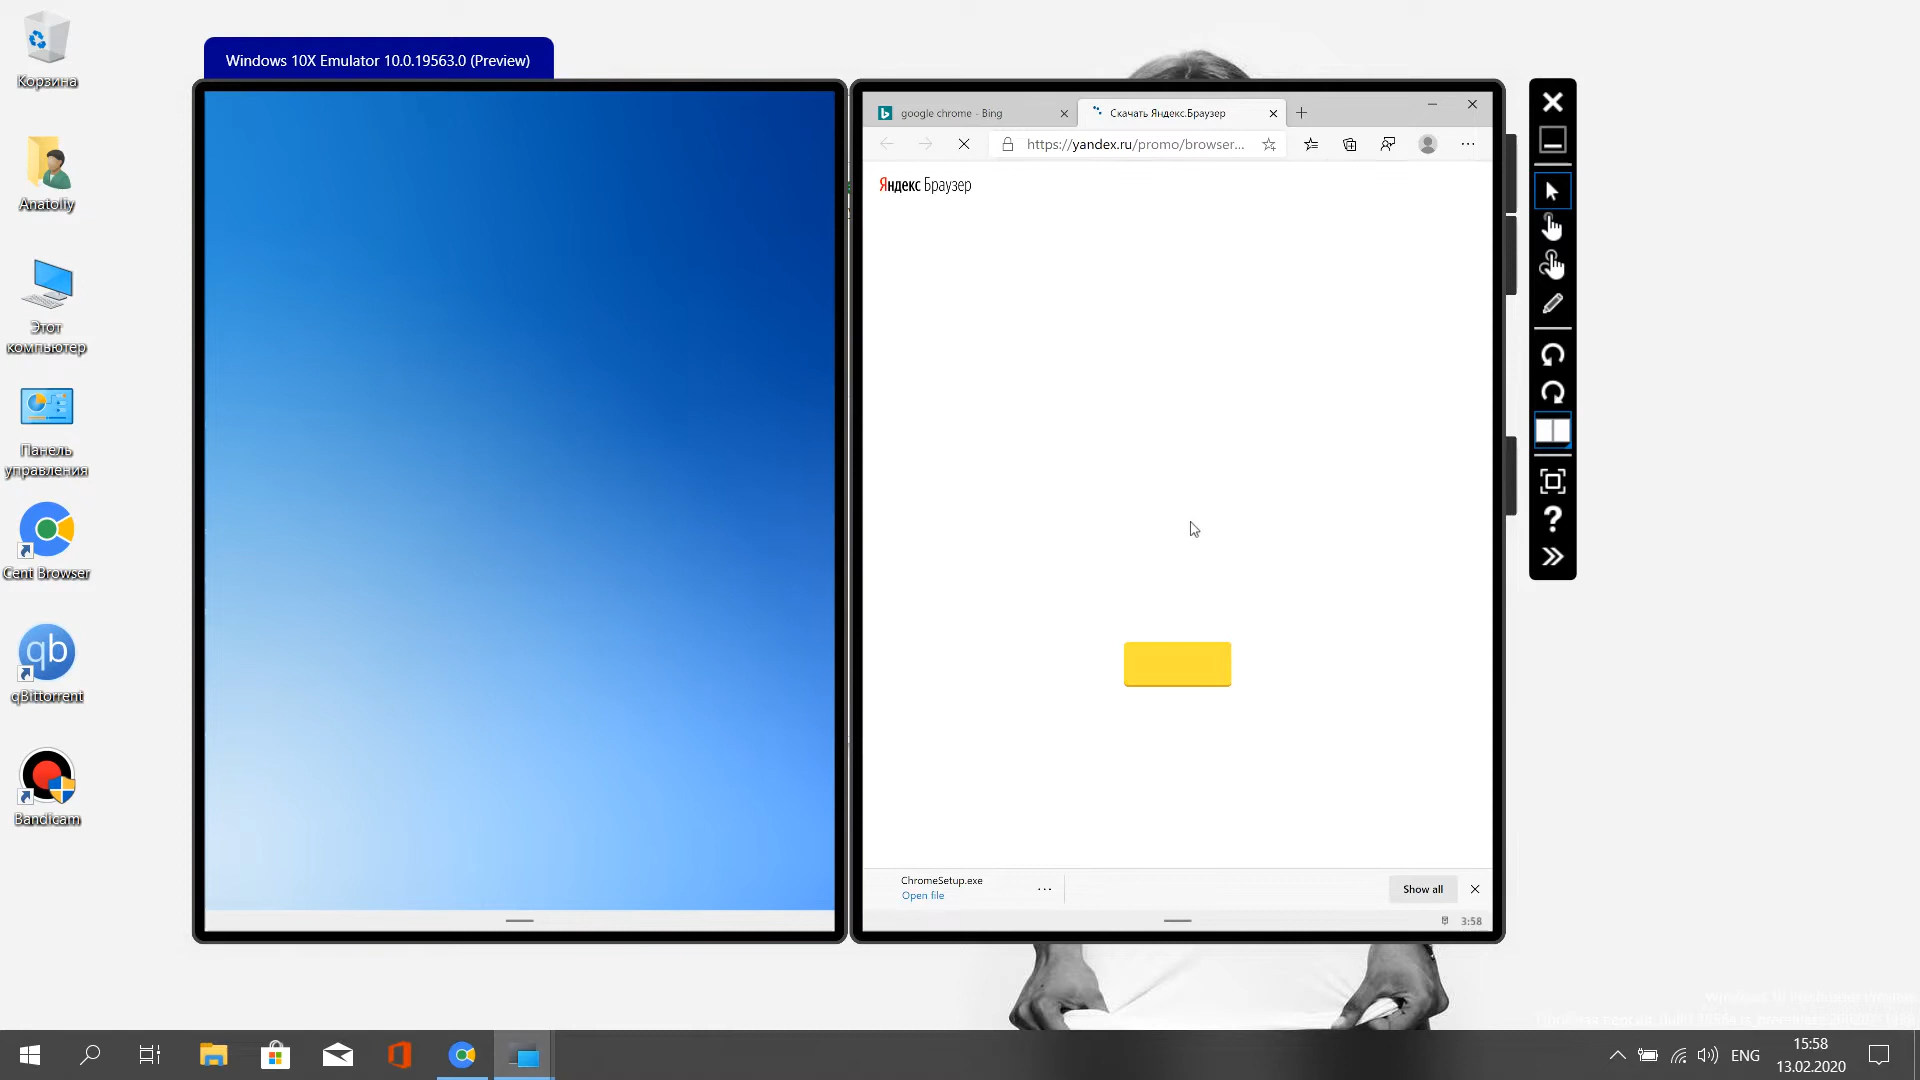 Корзина
Anatoliy
Этот
компьютер
Панель
управления
Cent Browser
qb
qBittorrent
Bandicam
Windows 10X Emulator 10.0.19563.0 (Preview)
google chrome - Bing
Скачать Яндекс.Браузер
https://yandex.ru/promo/browser...
Яндекс Браузер
ChromeSetup.exe
Open file
Show all
3:58
ENG
15:58
13.02.2020